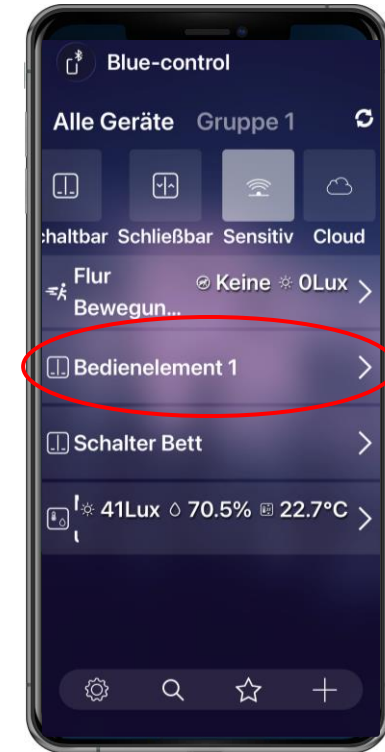 Blue-control
Alle Geräte Gruppe 1
chaltbar Schließbar Sensitiv Cloud
Flur Keine 0Lux
Bewegun...
Bedienelement 1
Schalter Bett
41Lux 70.5% 22.7°C